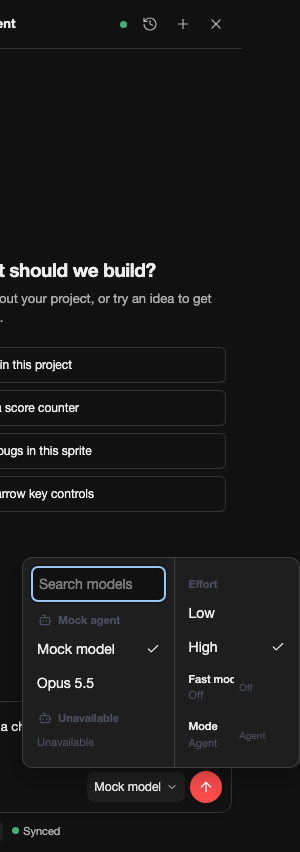 ent
t should we build?
out your project, or try an idea to get
.
in this project
a score counter
bugs in this sprite
arrow key controls
Search models
Mock agent
Mock model
Opus 5.5
Unavailable
Unavailable
Effort
Low
High
Fast mod
Off
Off
Mode
Agent
Agent
a ch
Mock model
Synced